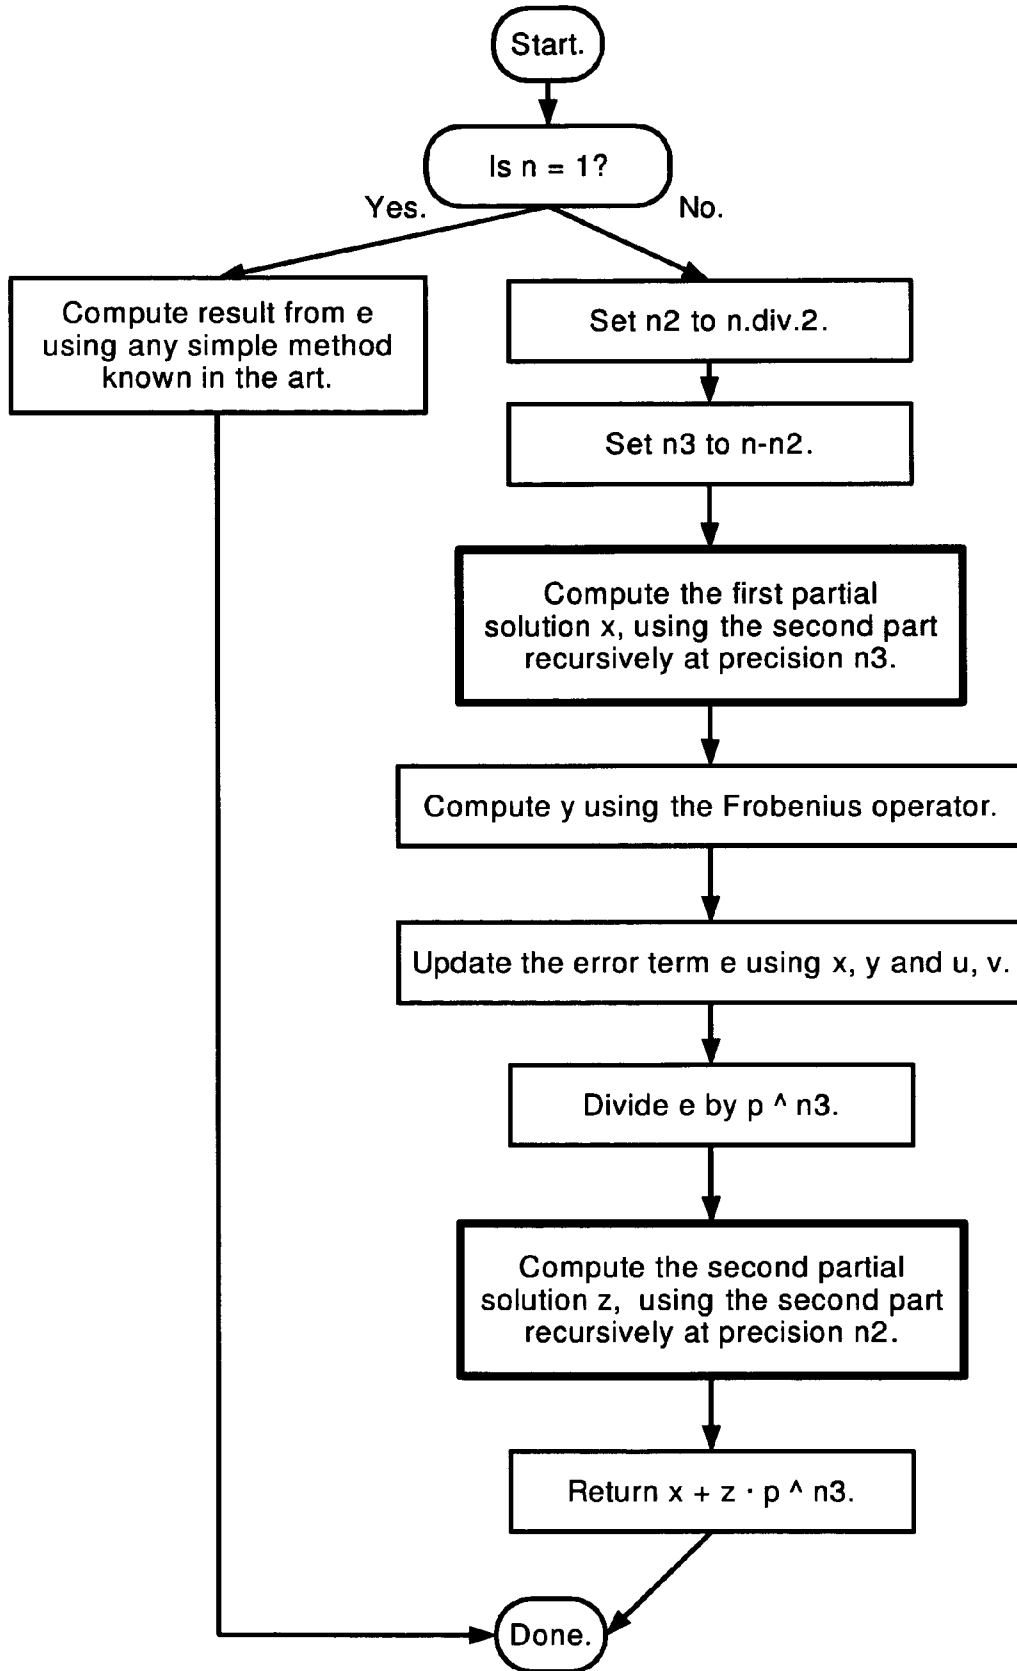 Start.
Is n = 1?
Yes.
No.
Compute result from e
using any simple method
known in the art.
Set n2 to n.div.2.
Set n3 to n-n2.
Compute the first partial
solution x, using the second part
recursively at precision n3.
Compute y using the Frobenius operator.
Update the error term e using x, y and u, v.
Divide e by p ^ n3.
Compute the second partial
solution z, using the second part
recursively at precision n2.
Return x + z · p ^ n3.
Done.